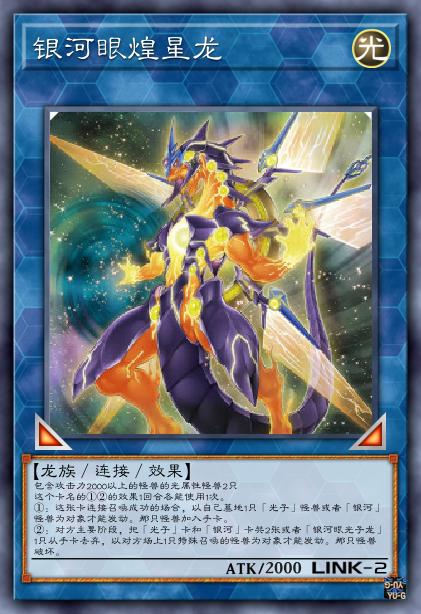 银河眼煌星龙
光
【龙族／连接／效果】
包含攻击力2000以上的怪兽的光属性怪兽2只
这个卡名的①②的效果1回合各能使用1次。
①：这张卡连接召唤成功的场合，以自己墓地1只「光子」怪兽或者「银河」
怪兽为对象才能发动。那只怪兽加入手卡。
②：对方主要阶段，把「光子」卡和「银河」卡共2张或者「银河眼光子龙」
1只从手卡丢弃，以对方场上1只特殊召唤的怪兽为对象才能发动。那只怪兽
破坏。
ATK/2000 LINK-2